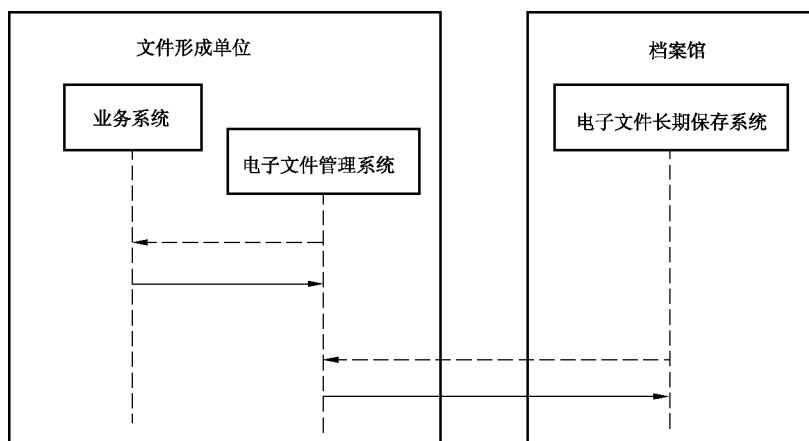 文件形成单位
档案馆
业务系统
电子文件长期保存系统
电子文件管理系统